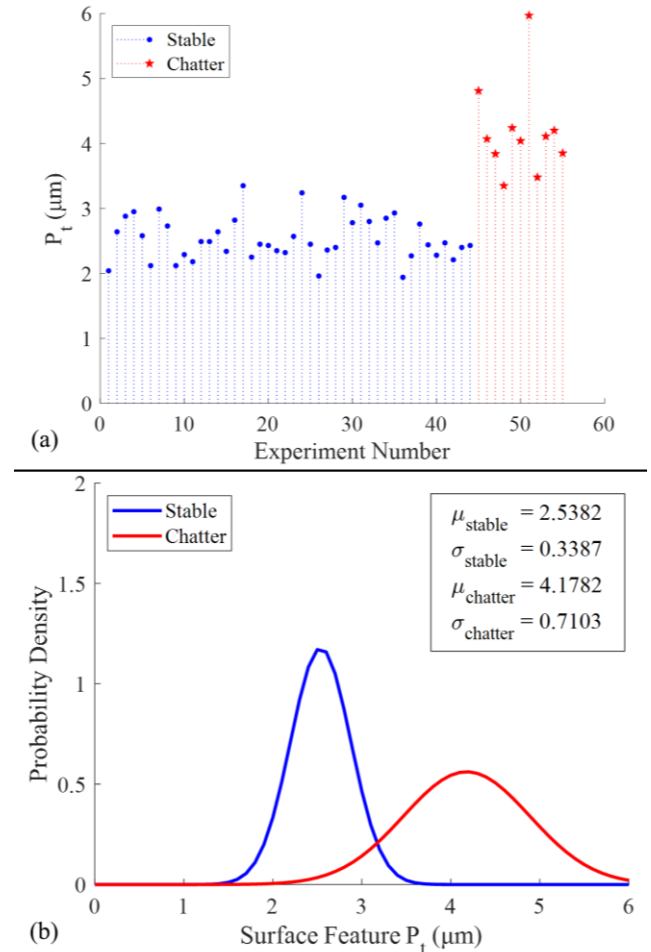 6
5
4
3
2
1
0
P_t (μm)
Stable
Chatter
0 10 20 30 40 50 60
Experiment Number
(a)
2
1.5
1
0.5
0
Probability Density
Stable
Chatter
μ_stable = 2.5382
σ_stable = 0.3387
μ_chatter = 4.1782
σ_chatter = 0.7103
0 1 2 3 4 5 6
Surface Feature P_t (μm)
(b)